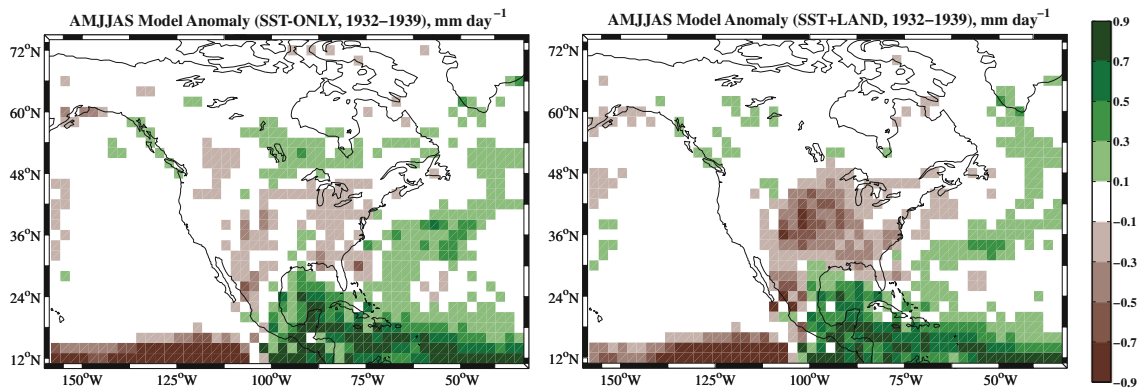 AMJJAS Model Anomaly (SST-ONLY, 1932−1939), mm day⁻¹
AMJJAS Model Anomaly (SST+LAND, 1932−1939), mm day⁻¹
72°N
60°N
48°N
36°N
24°N
12°N
150°W 125°W 100°W 75°W 50°W
72°N
60°N
48°N
36°N
24°N
12°N
150°W 125°W 100°W 75°W 50°W
0.9
0.7
0.5
0.3
0.1
−0.1
−0.3
−0.5
−0.7
−0.9